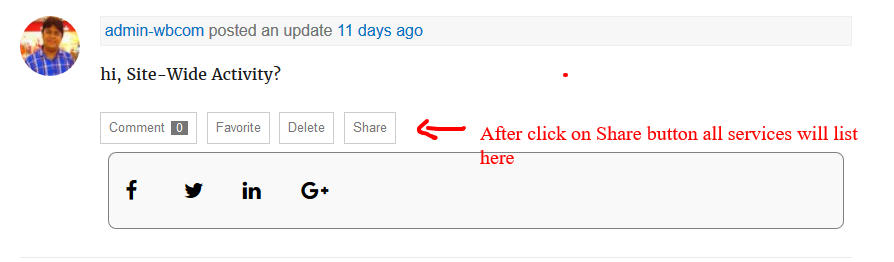 admin-wbcom posted an update 11 days ago
hi, Site-Wide Activity?
Comment 0 Favorite Delete Share
After click on Share button all services will list
here
f in G+